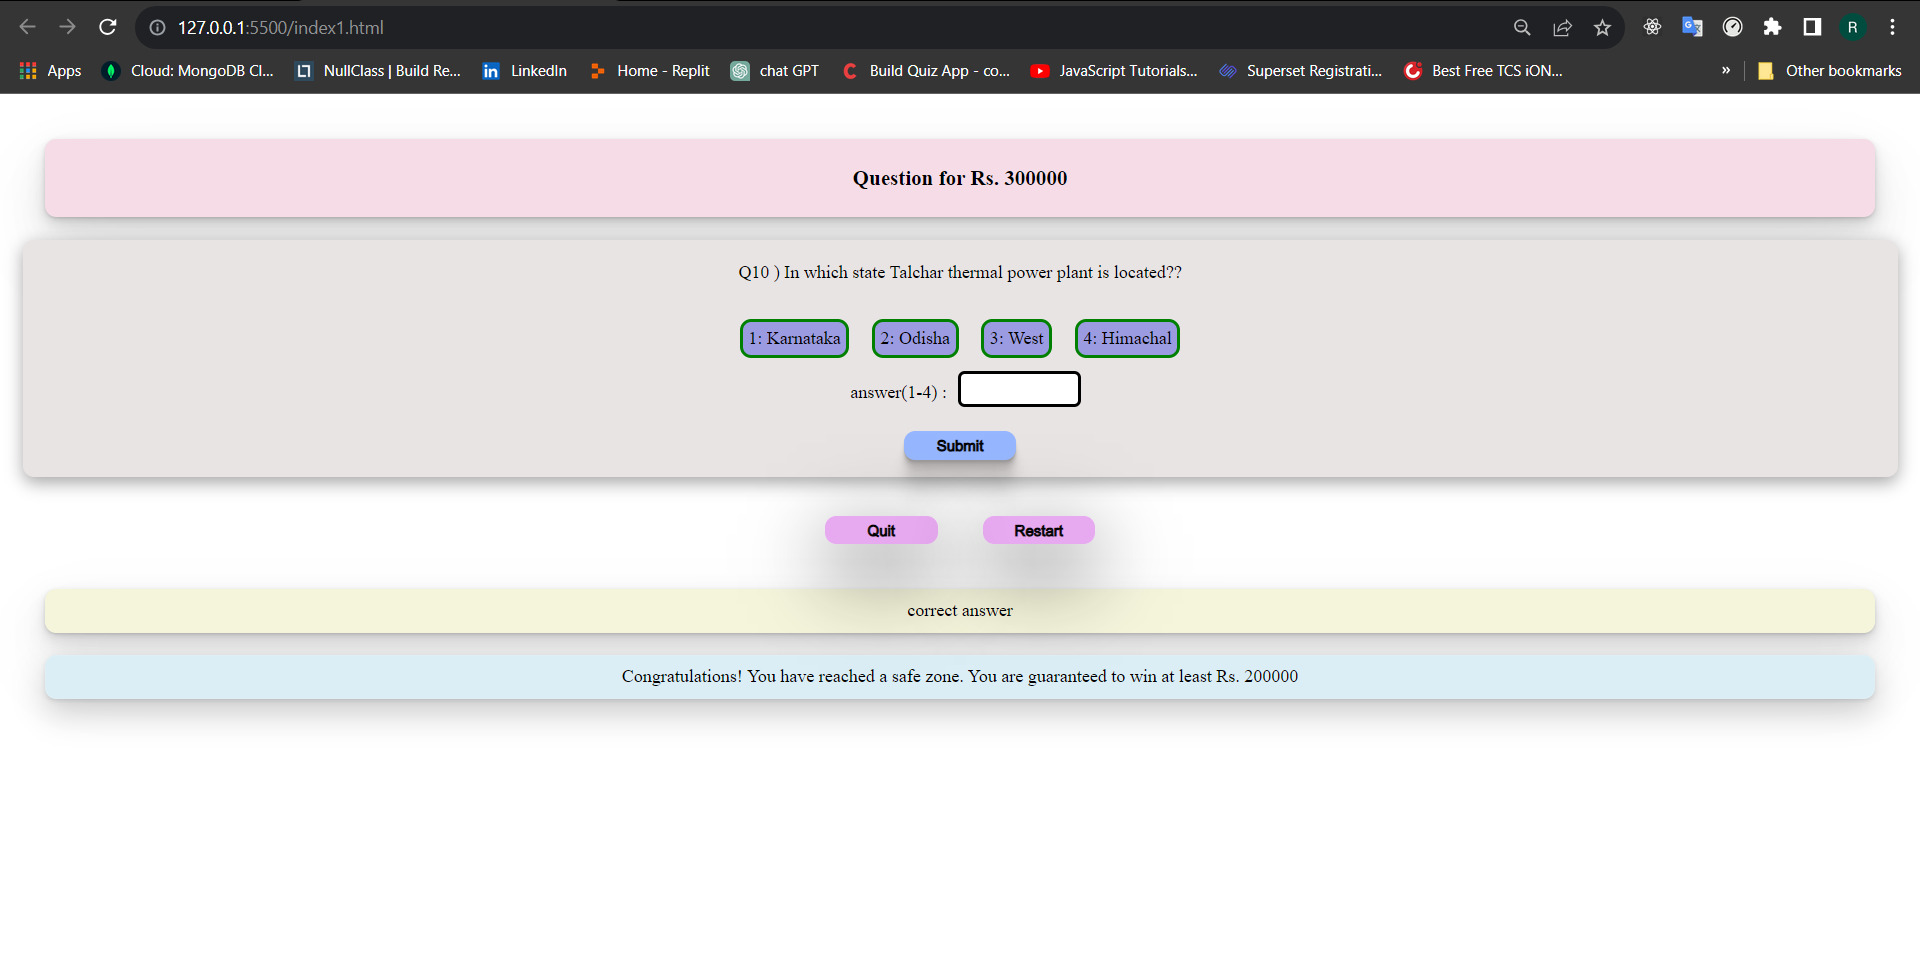 127.0.0.1:5500/index1.html
R
Apps Cloud: MongoDB Cl... NullClass | Build Re... LinkedIn Home - Replit chat GPT Build Quiz App - co... JavaScript Tutorials... Superset Registrati... Best Free TCS iON... » Other bookmarks
Question for Rs. 300000
Q10 ) In which state Talchar thermal power plant is located??
1: Karnataka 2: Odisha 3: West 4: Himachal
answer(1-4) :
Submit
Quit Restart
correct answer
Congratulations! You have reached a safe zone. You are guaranteed to win at least Rs. 200000